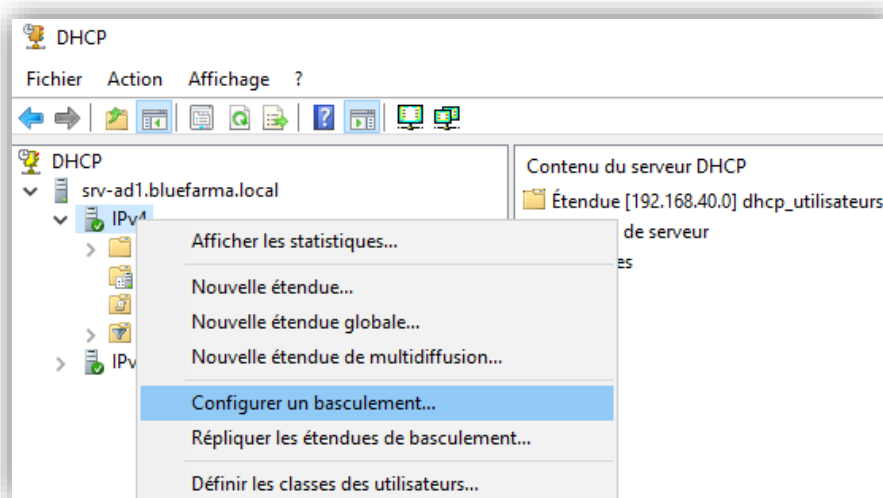 DHCP
Fichier Action Affichage ?
DHCP
srv-ad1.bluefarma.local
IPv4
IPv
Contenu du serveur DHCP
Étendue [192.168.40.0] dhcp_utilisateurs
de serveur
es
Afficher les statistiques...
Nouvelle étendue...
Nouvelle étendue globale...
Nouvelle étendue de multidiffusion...
Configurer un basculement...
Répliquer les étendues de basculement...
Définir les classes des utilisateurs...